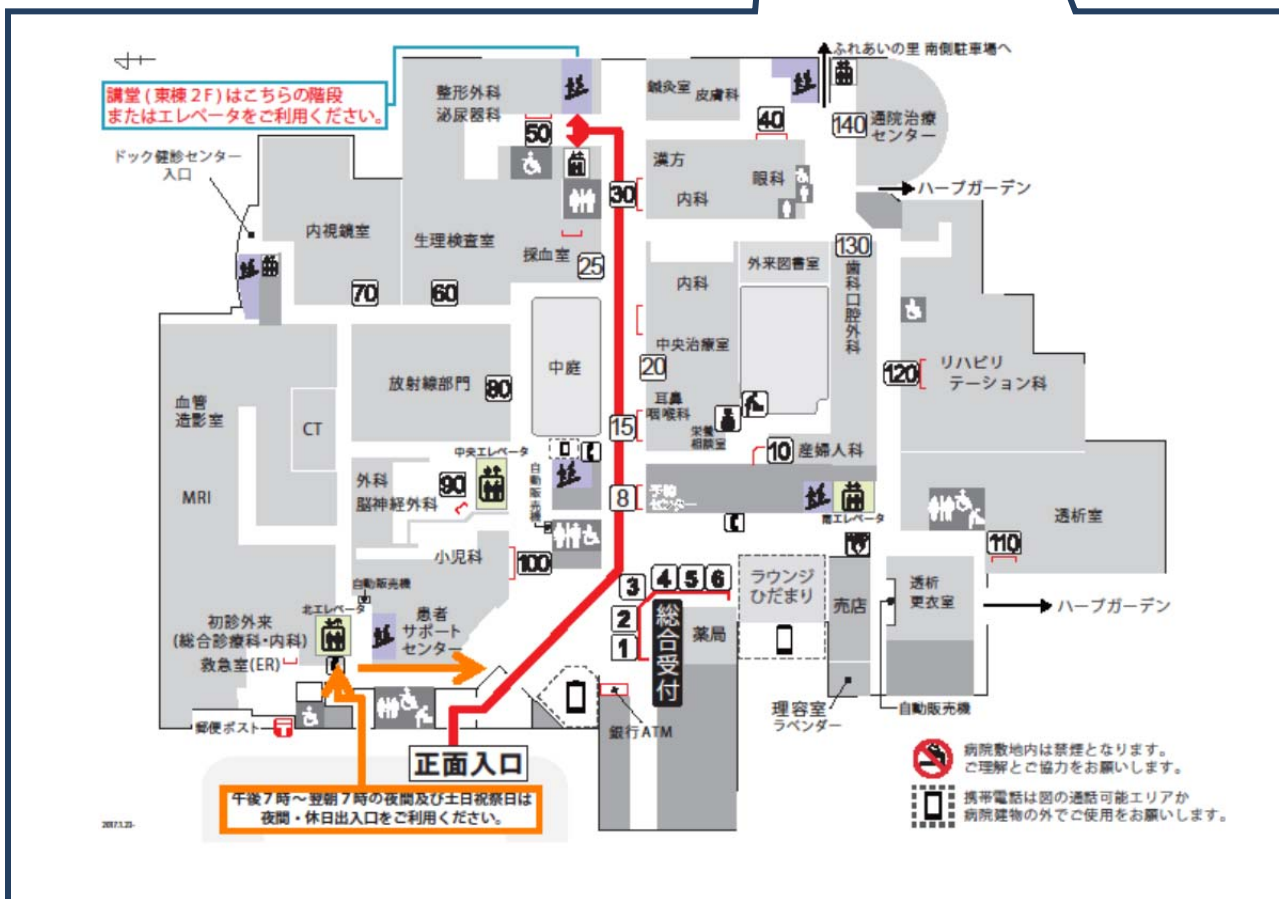 ふれあいの里 南側駐車場へ
講堂(東棟2F)はこちらの階段
またはエレベータをご利用ください。
整形外科
泌尿器科
50
鍼灸室
皮膚科
40
140
通院治療
センター
ドック健診センター
入口
漢方
内科
眼科
30
ハーブガーデン
内視鏡室
生理検査室
採血室
25
70
60
内科
外来図書室
130
歯科口腔外科
中央治療室
20
中庭
放射線部門
80
血管
造影室
CT
MRI
耳鼻
咽喉科
15
栄養
相談室
10
産婦人科
120
リハビリ
テーション科
中央エレベータ
外科
脳神経外科
90
自動販売機
8
予約
センター
南エレベータ
透析室
110
小児科
100
自動販売機
北エレベータ
初診外来
(総合診療科・内科)
救急室(ER)
患者
サポート
センター
3
4
5
6
2
1
総合受付
薬局
ラウンジ
ひだまり
売店
透析
更衣室
ハーブガーデン
郵便ポスト
銀行ATM
理容室
ラベンダー
自動販売機
正面入口
午後7時~翌朝7時の夜間及び土日祝祭日は
夜間・休日出入口をご利用ください。
病院敷地内は禁煙となります。
ご理解とご協力をお願いします。
携帯電話は図の通話可能エリアか
病院建物の外でご使用をお願いします。
2017.1.23-